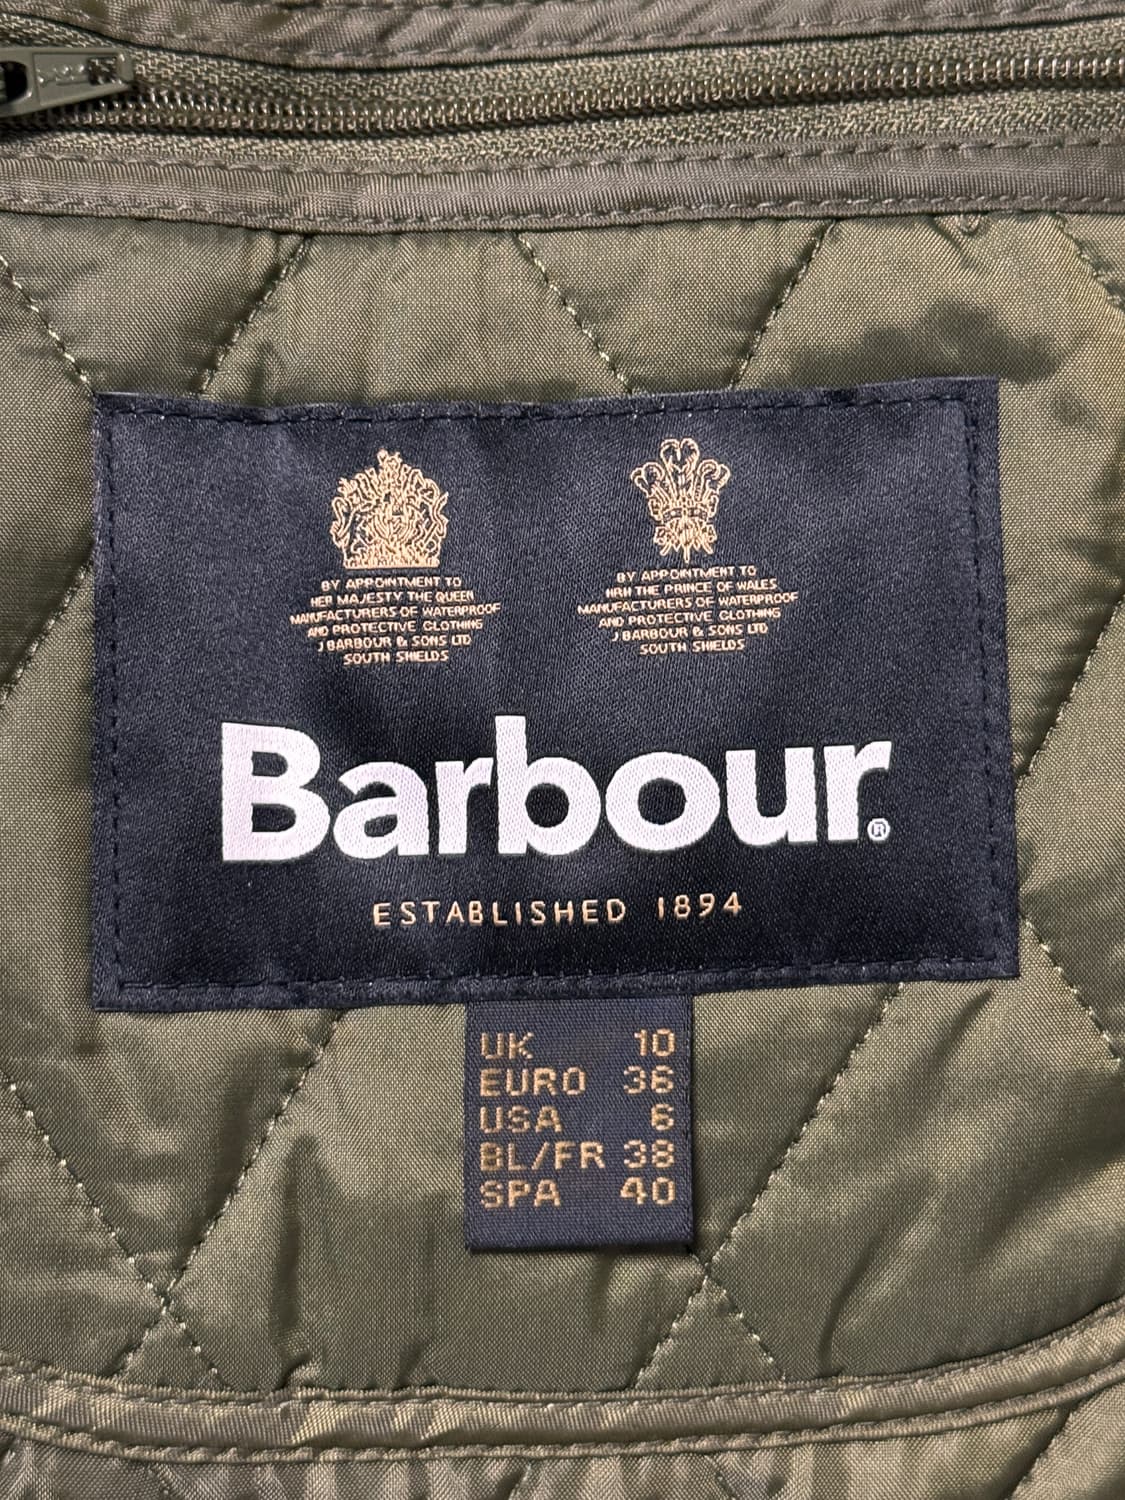 BY APPOINTMENT TO
HER MAJESTY THE QUEEN
MANUFACTURERS OF WATERPROOF
AND PROTECTIVE CLOTHING
J BARBOUR & SONS LTD
SOUTH SHIELDS
BY APPOINTMENT TO
HRH THE PRINCE OF WALES
MANUFACTURERS OF WATERPROOF
AND PROTECTIVE CLOTHING
J BARBOUR & SONS LTD
SOUTH SHIELDS
Barbour®
ESTABLISHED 1894
UK 10
EURO 36
USA 6
BL/FR 38
SPA 40